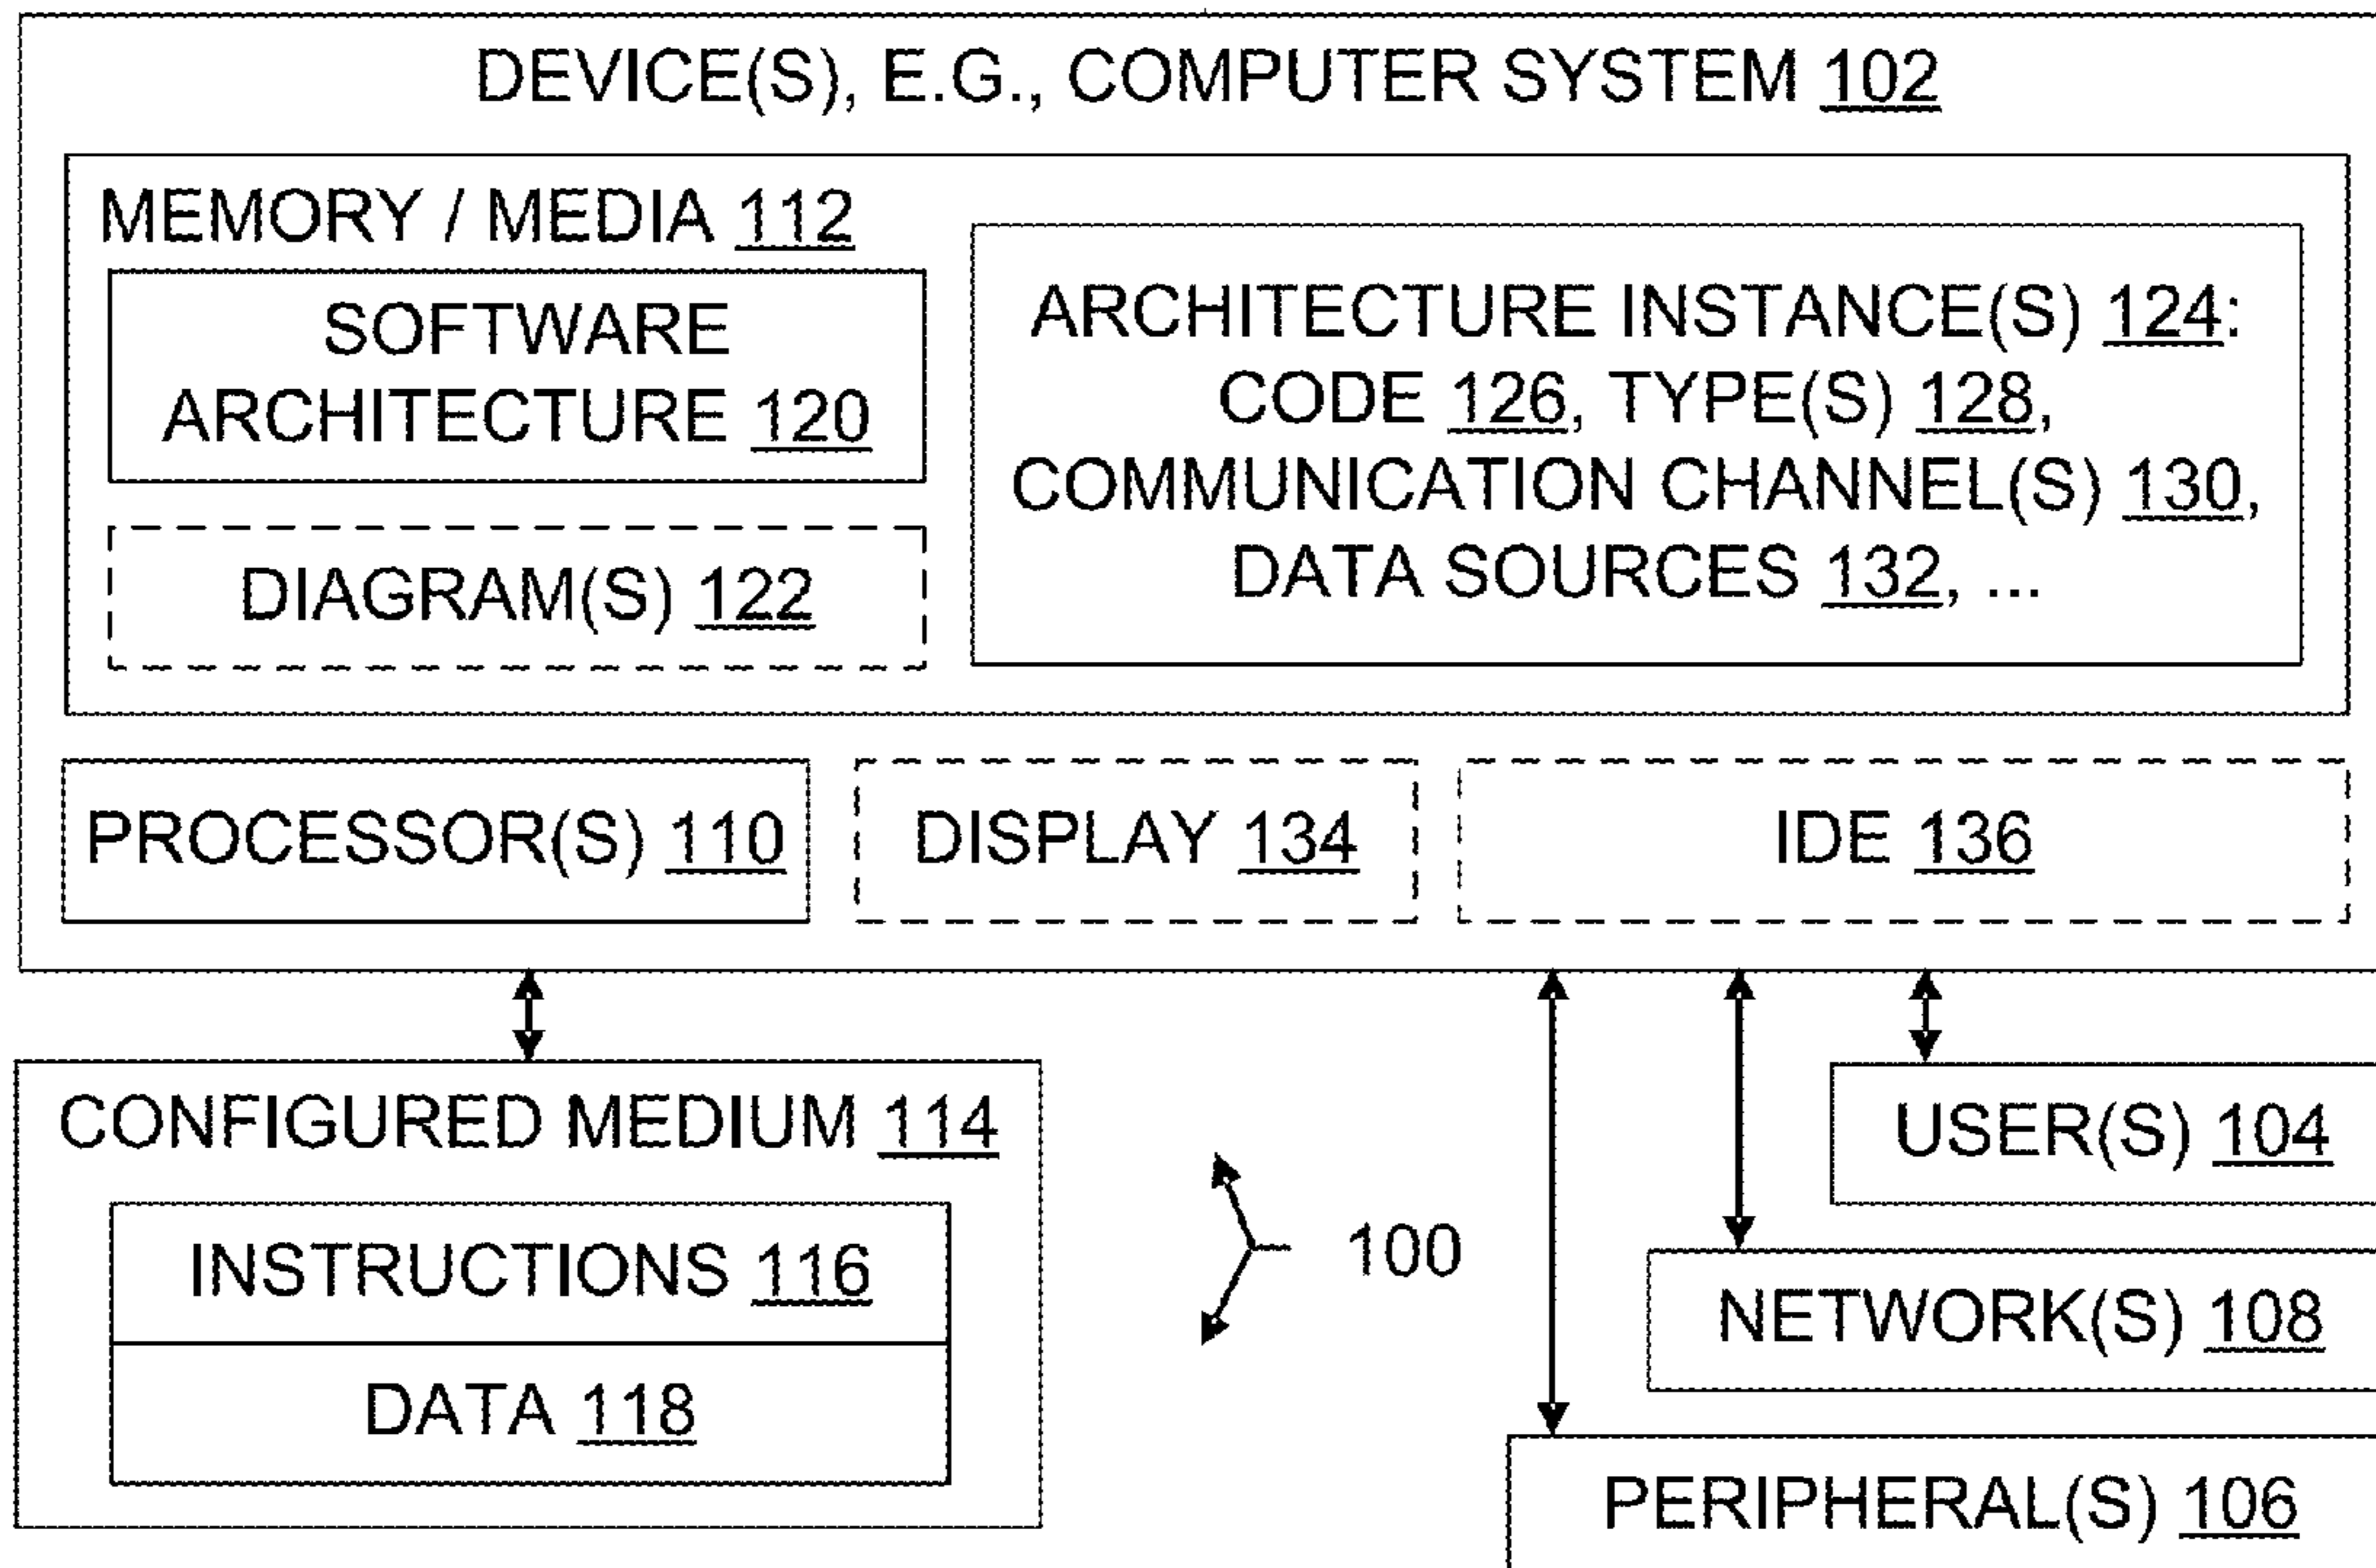 DEVICE(S), E.G., COMPUTER SYSTEM 102
MEMORY / MEDIA 112
SOFTWARE
ARCHITECTURE 120
DIAGRAM(S) 122
ARCHITECTURE INSTANCE(S) 124:
CODE 126, TYPE(S) 128,
COMMUNICATION CHANNEL(S) 130,
DATA SOURCES 132, ...
PROCESSOR(S) 110
DISPLAY 134
IDE 136
CONFIGURED MEDIUM 114
INSTRUCTIONS 116
DATA 118
100
USER(S) 104
NETWORK(S) 108
PERIPHERAL(S) 106